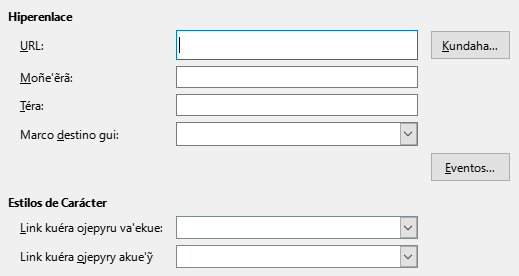 Hiperenlace
URL:
Kundaha...
Moñe'ẽrã:
Téra:
Marco destino gui:
Eventos...
Estilos de Carácter
Link kuéra ojepyru va'ekue:
Link kuéra ojepyry akue'ỹ